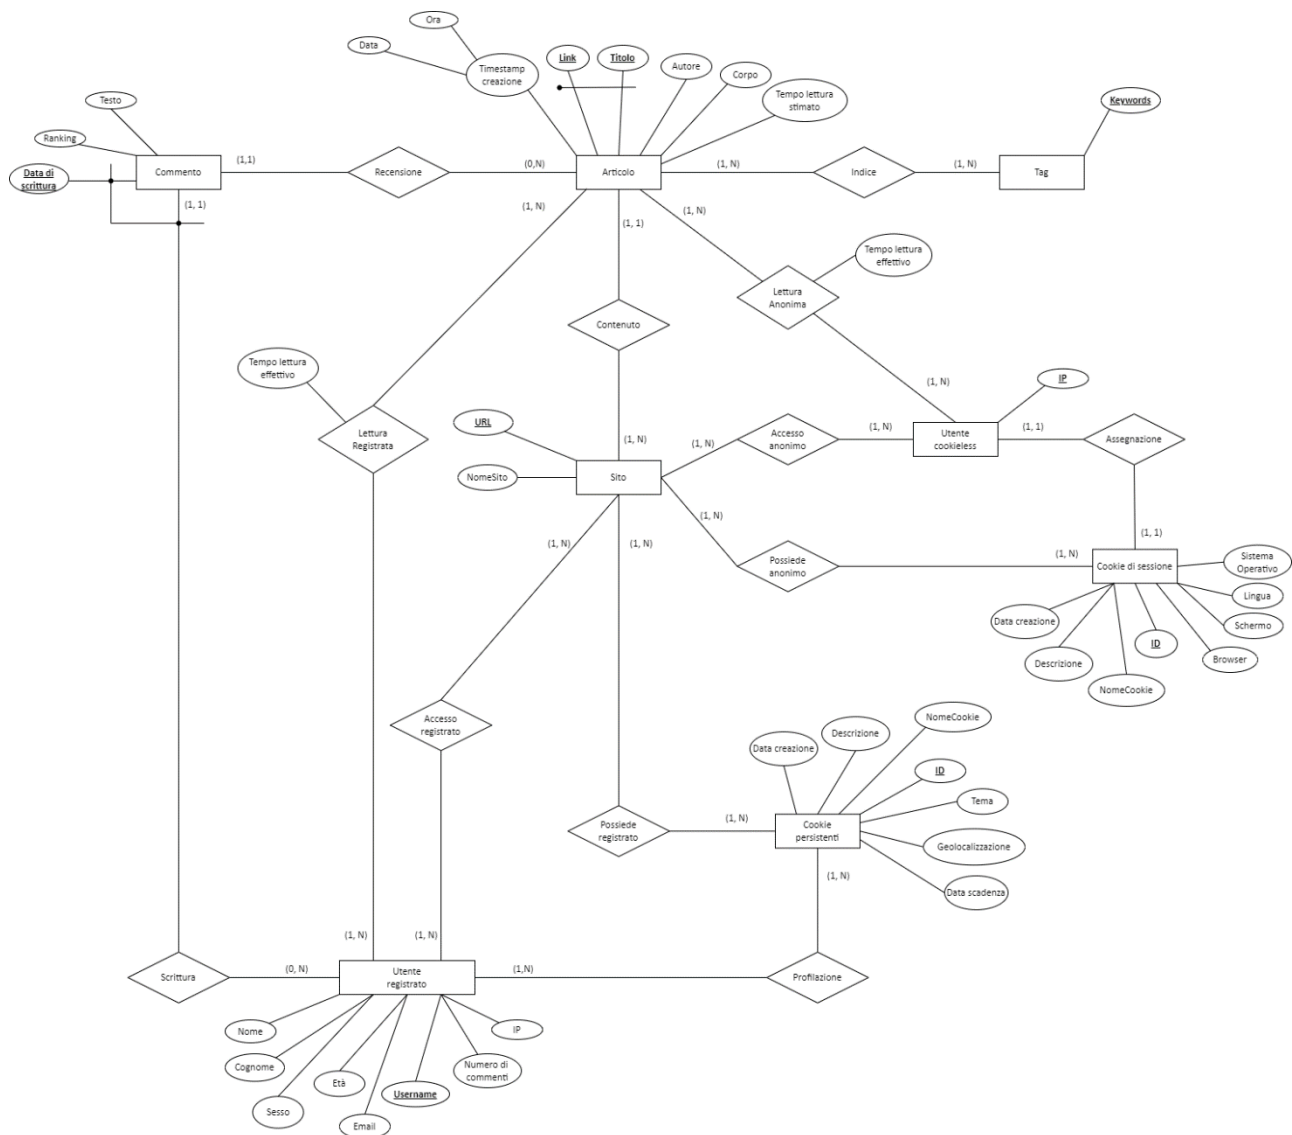 Ora
Data
Timestamp
creazione
Link
Titolo
Autore
Corpo
Tempo lettura
stimato
Keywords
Testo
Ranking
Data di
scrittura
Commento
(1,1)
Recensione
(0,N)
Articolo
(1, N)
Indice
(1, N)
Tag
(1, 1)
(1, N)
(1, 1)
(1, N)
Tempo lettura
effettivo
Lettura
Anonima
Contenuto
Tempo lettura
effettivo
(1, N)
IP
Lettura
Registrata
URL
(1, N)
(1, N)
Accesso
anonimo
(1, N)
Utente
cookieless
(1, 1)
Assegnazione
NomeSito
Sito
(1, N)
(1, N)
(1, N)
(1, 1)
Possiede
anonimo
(1, N)
Cookie di sessione
Sistema
Operativo
Lingua
Schermo
Browser
ID
NomeCookie
Descrizione
Data creazione
Accesso
registrato
NomeCookie
Descrizione
Data creazione
ID
Tema
Geolocalizzazione
Data scadenza
Possiede
registrato
(1, N)
Cookie
persistenti
(1, N)
(1, N)
(1, N)
Scrittura
(0, N)
Utente
registrato
(1,N)
Profilazione
Nome
Cognome
Sesso
Età
Email
Username
Numero di
commenti
IP